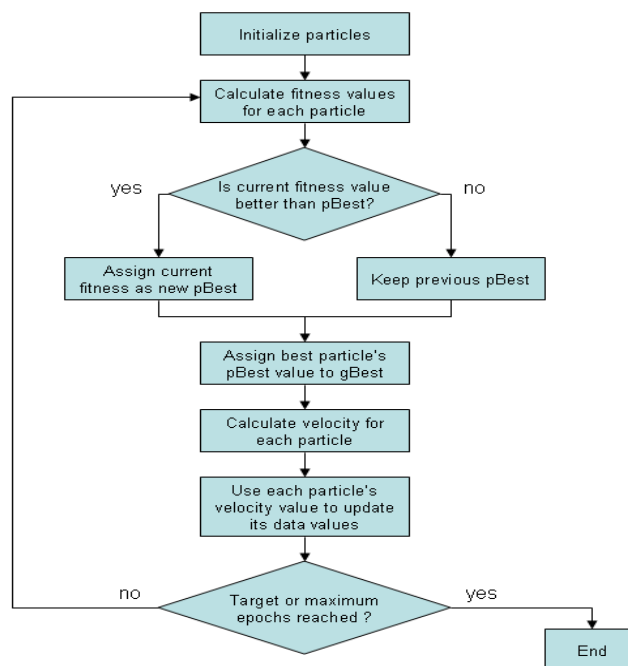 Initialize particles
Calculate fitness values
for each particle
Is current fitness value
better than pBest?
yes
no
Assign current
fitness as new pBest
Keep previous pBest
Assign best particle's
pBest value to gBest
Calculate velocity for
each particle
Use each particle's
velocity value to update
its data values
Target or maximum
epochs reached ?
no
yes
End